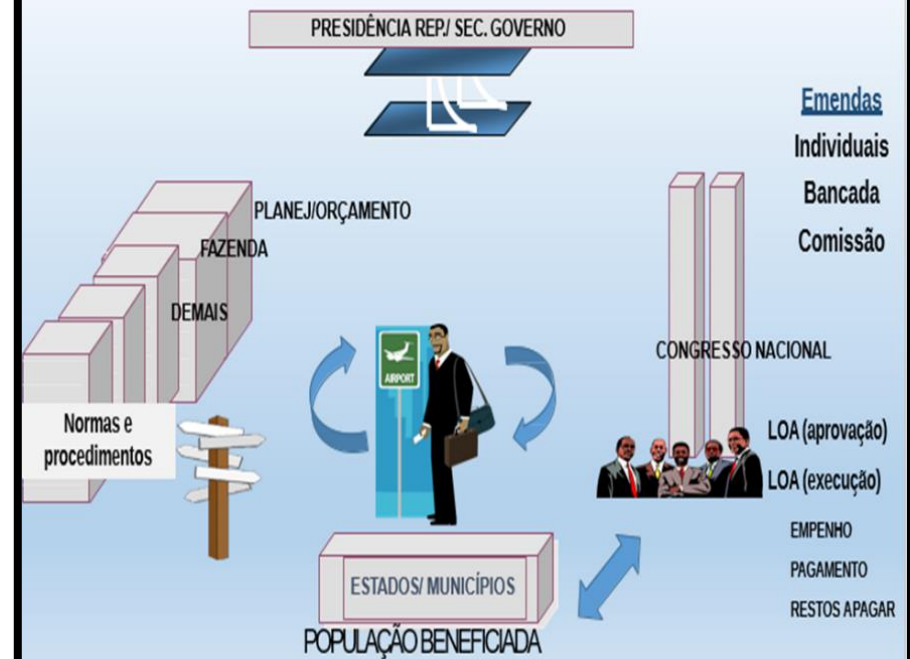 PRESIDÊNCIA REP./ SEC. GOVERNO
Emendas
Individuais
Bancada
Comissão
PLANEJ/ORÇAMENTO
FAZENDA
DEMAIS
AIRPORT
CONGRESSO NACIONAL
Normas e
procedimentos
LOA (aprovação)
LOA (execução)
EMPENHO
PAGAMENTO
RESTOS APAGAR
ESTADOS/ MUNICÍPIOS
POPULAÇÃO BENEFICIADA